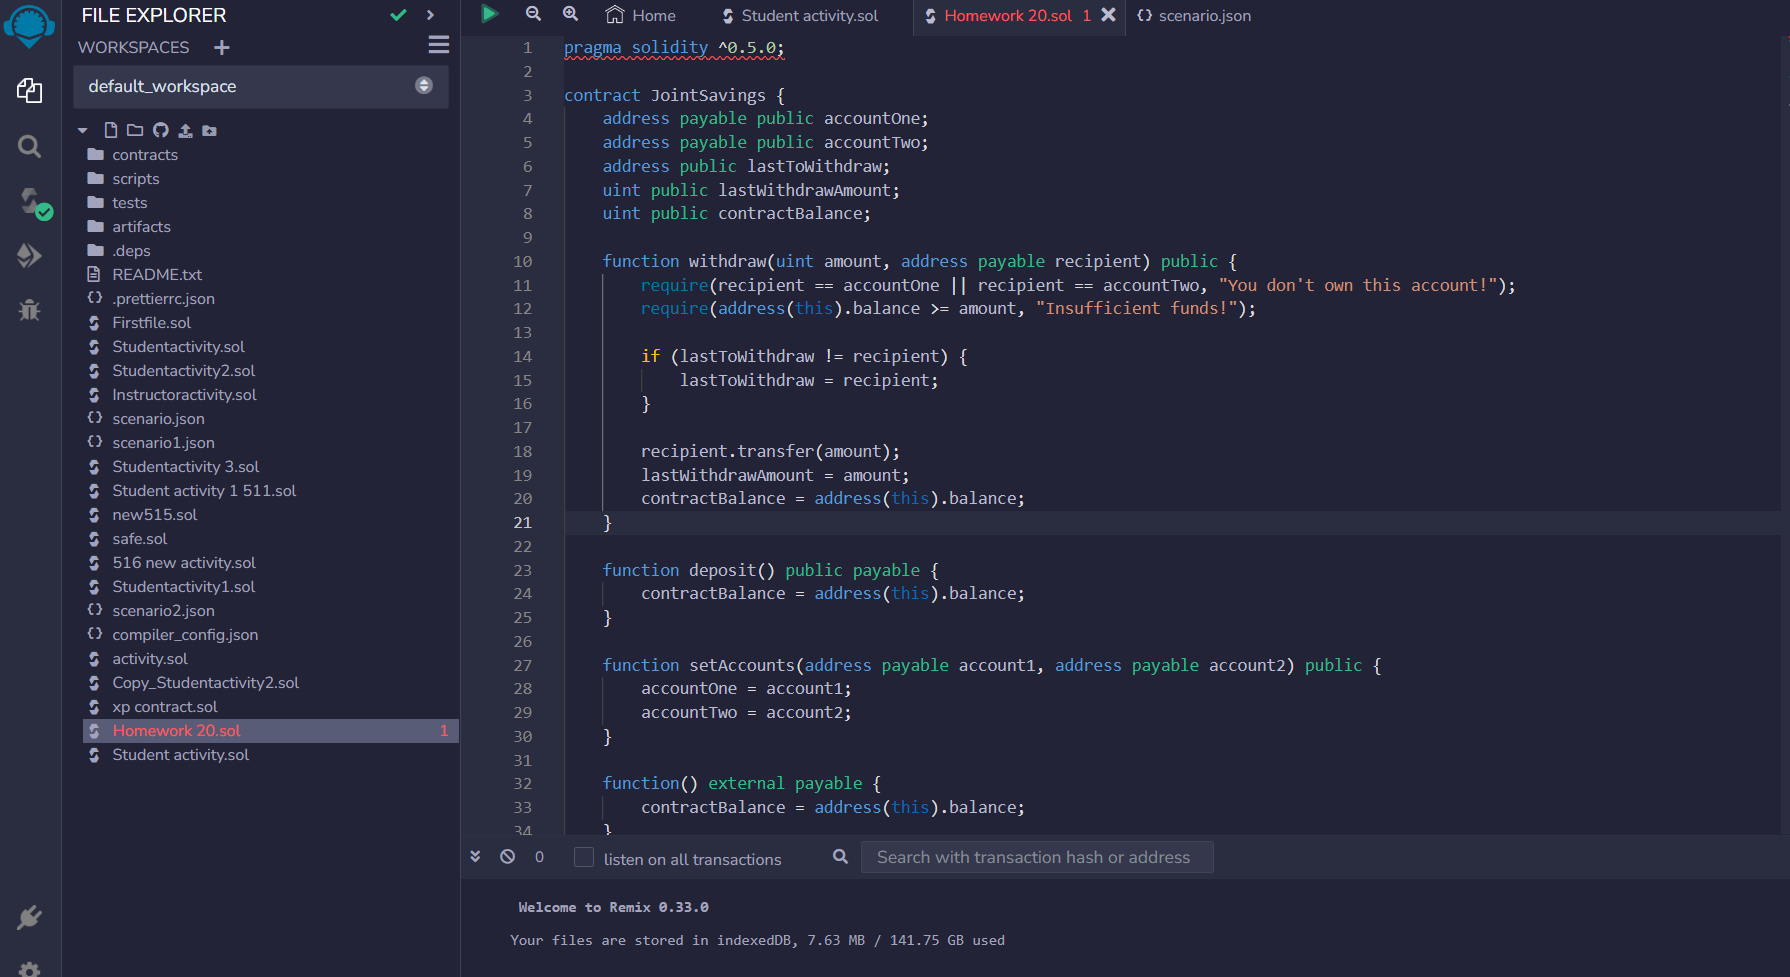 FILE EXPLORER
WORKSPACES
default_workspace
contracts
scripts
tests
artifacts
.deps
README.txt
.prettierrc.json
Firstfile.sol
Studentactivity.sol
Studentactivity2.sol
Instructoractivity.sol
scenario.json
scenario1.json
Studentactivity 3.sol
Student activity 1 511.sol
new515.sol
safe.sol
516 new activity.sol
Studentactivity1.sol
scenario2.json
compiler_config.json
activity.sol
Copy_Studentactivity2.sol
xp contract.sol
Homework 20.sol 1
Student activity.sol
Home Student activity.sol Homework 20.sol 1 scenario.json
1 pragma solidity ^0.5.0;
2
3 contract JointSavings {
4 address payable public accountOne;
5 address payable public accountTwo;
6 address public lastToWithdraw;
7 uint public lastWithdrawAmount;
8 uint public contractBalance;
9
10 function withdraw(uint amount, address payable recipient) public {
11 require(recipient == accountOne || recipient == accountTwo, "You don't own this account!");
12 require(address(this).balance >= amount, "Insufficient funds!");
13
14 if (lastToWithdraw != recipient) {
15 lastToWithdraw = recipient;
16 }
17
18 recipient.transfer(amount);
19 lastWithdrawAmount = amount;
20 contractBalance = address(this).balance;
21 }
22
23 function deposit() public payable {
24 contractBalance = address(this).balance;
25 }
26
27 function setAccounts(address payable account1, address payable account2) public {
28 accountOne = account1;
29 accountTwo = account2;
30 }
31
32 function() external payable {
33 contractBalance = address(this).balance;
34 }
0 listen on all transactions Search with transaction hash or address
Welcome to Remix 0.33.0
Your files are stored in indexedDB, 7.63 MB / 141.75 GB used